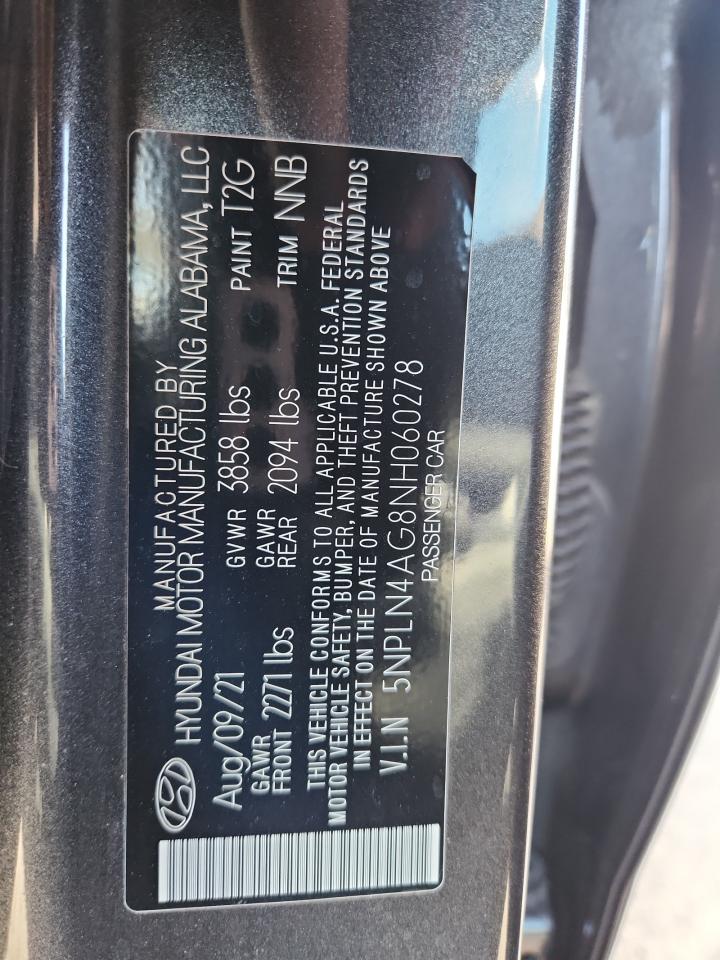 MANUFACTURED BY
HYUNDAI MOTOR MANUFACTURING ALABAMA, LLC
Aug/09/21 GVWR 3858 lbs PAINT T2G
GAWR FRONT 2271 lbs GAWR REAR 2094 lbs TRIM NNB
THIS VEHICLE CONFORMS TO ALL APPLICABLE U.S.A. FEDERAL
MOTOR VEHICLE SAFETY, BUMPER, AND THEFT PREVENTION STANDARDS
IN EFFECT ON THE DATE OF MANUFACTURE SHOWN ABOVE
V.I.N 5NPLN4AG8NH060278
PASSENGER CAR